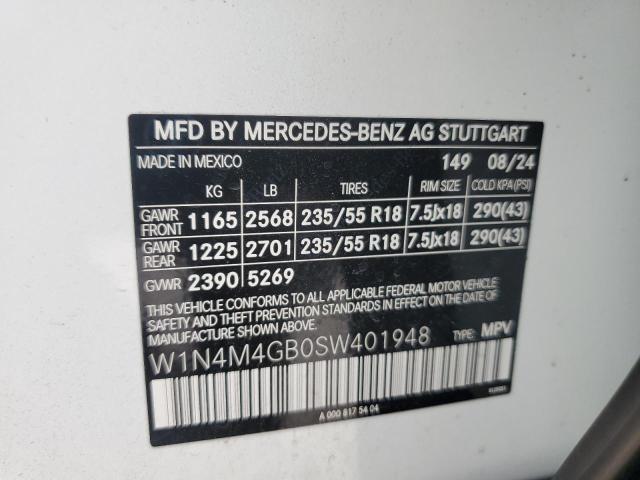 MFD BY MERCEDES-BENZ AG STUTTGART
MADE IN MEXICO 149 08/24
KG LB TIRES RIM SIZE COLD KPA(PSI)
GAWR FRONT 1165 2568 235/55 R18 7.5Jx18 290(43)
GAWR REAR 1225 2701 235/55 R18 7.5Jx18 290(43)
GVWR 2390 5269
THIS VEHICLE CONFORMS TO ALL APPLICABLE FEDERAL MOTOR VEHICLE
SAFETY, BUMPER, AND THEFT PREVENTION STANDARDS IN
EFFECT ON THE DATE OF MANUFACTURE SHOWN ABOVE.
W1N4M4GB0SW401948 TYPE: MPV
A 000 817 54 04